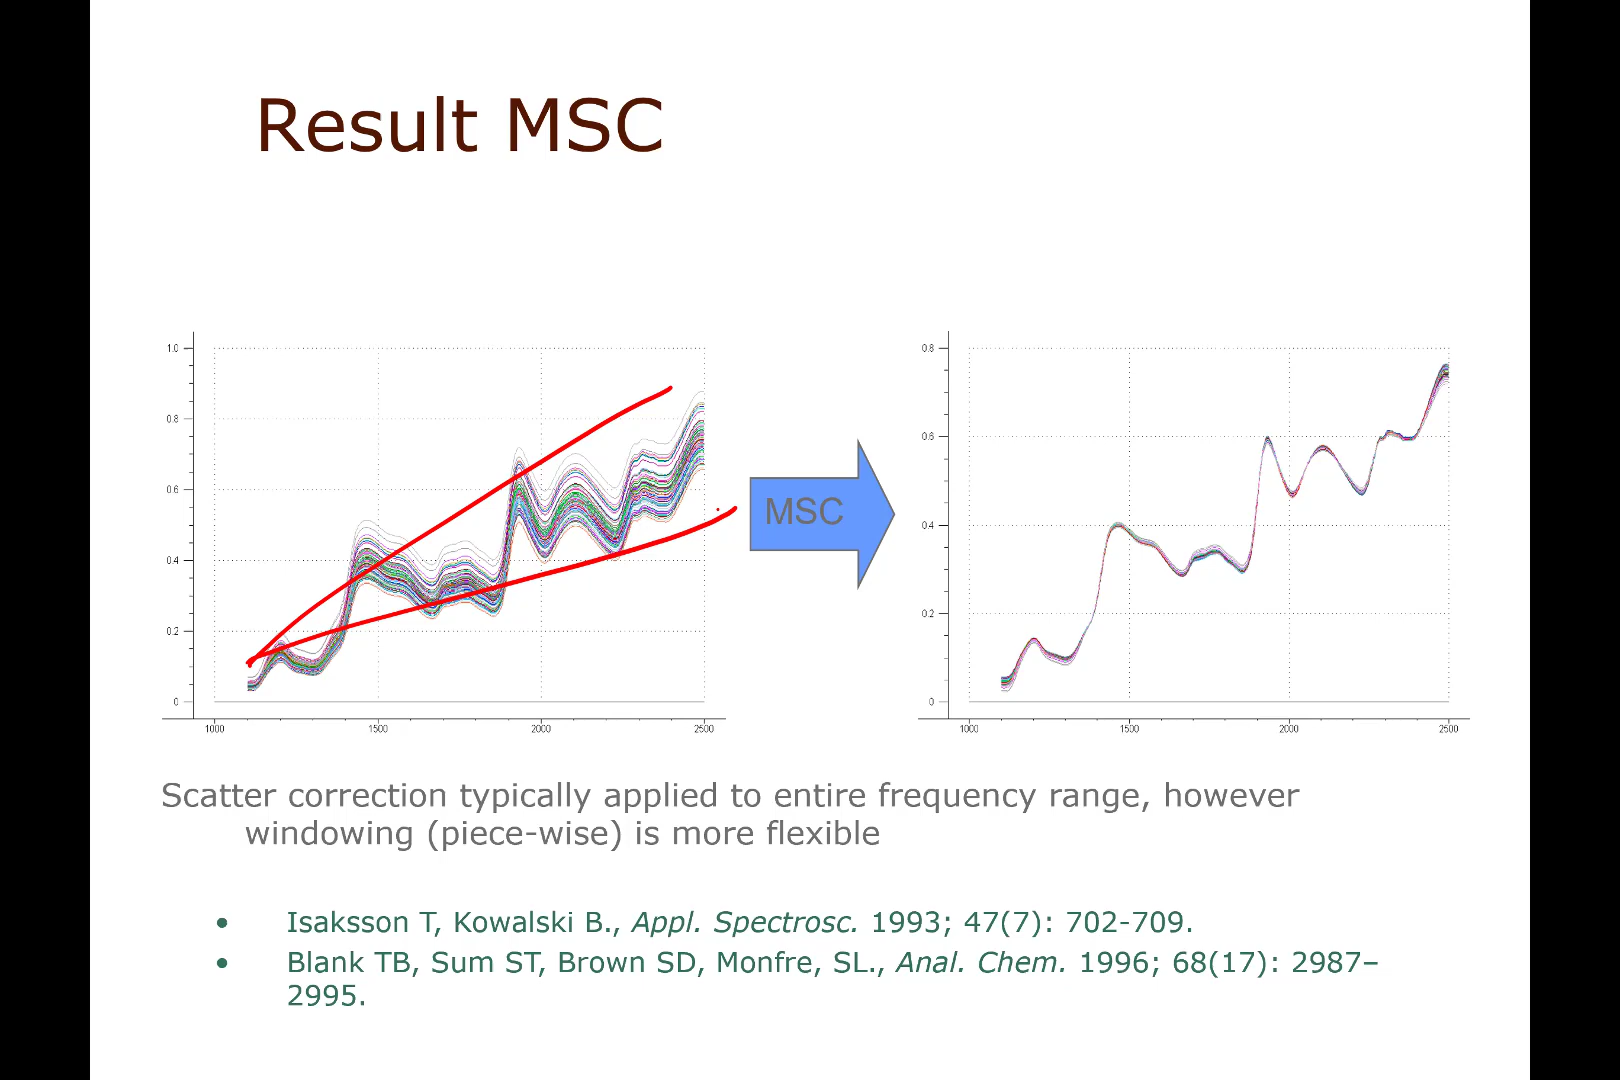 Result MSC
1.0
0.8
0.6
0.4
0.2
0
1000 1500 2000 2500
MSC
0.8
0.6
0.4
0.2
0
1000 1500 2000 2500
Scatter correction typically applied to entire frequency range, however
windowing (piece-wise) is more flexible
• Isaksson T, Kowalski B., Appl. Spectrosc. 1993; 47(7): 702-709.
• Blank TB, Sum ST, Brown SD, Monfre, SL., Anal. Chem. 1996; 68(17): 2987–
2995.